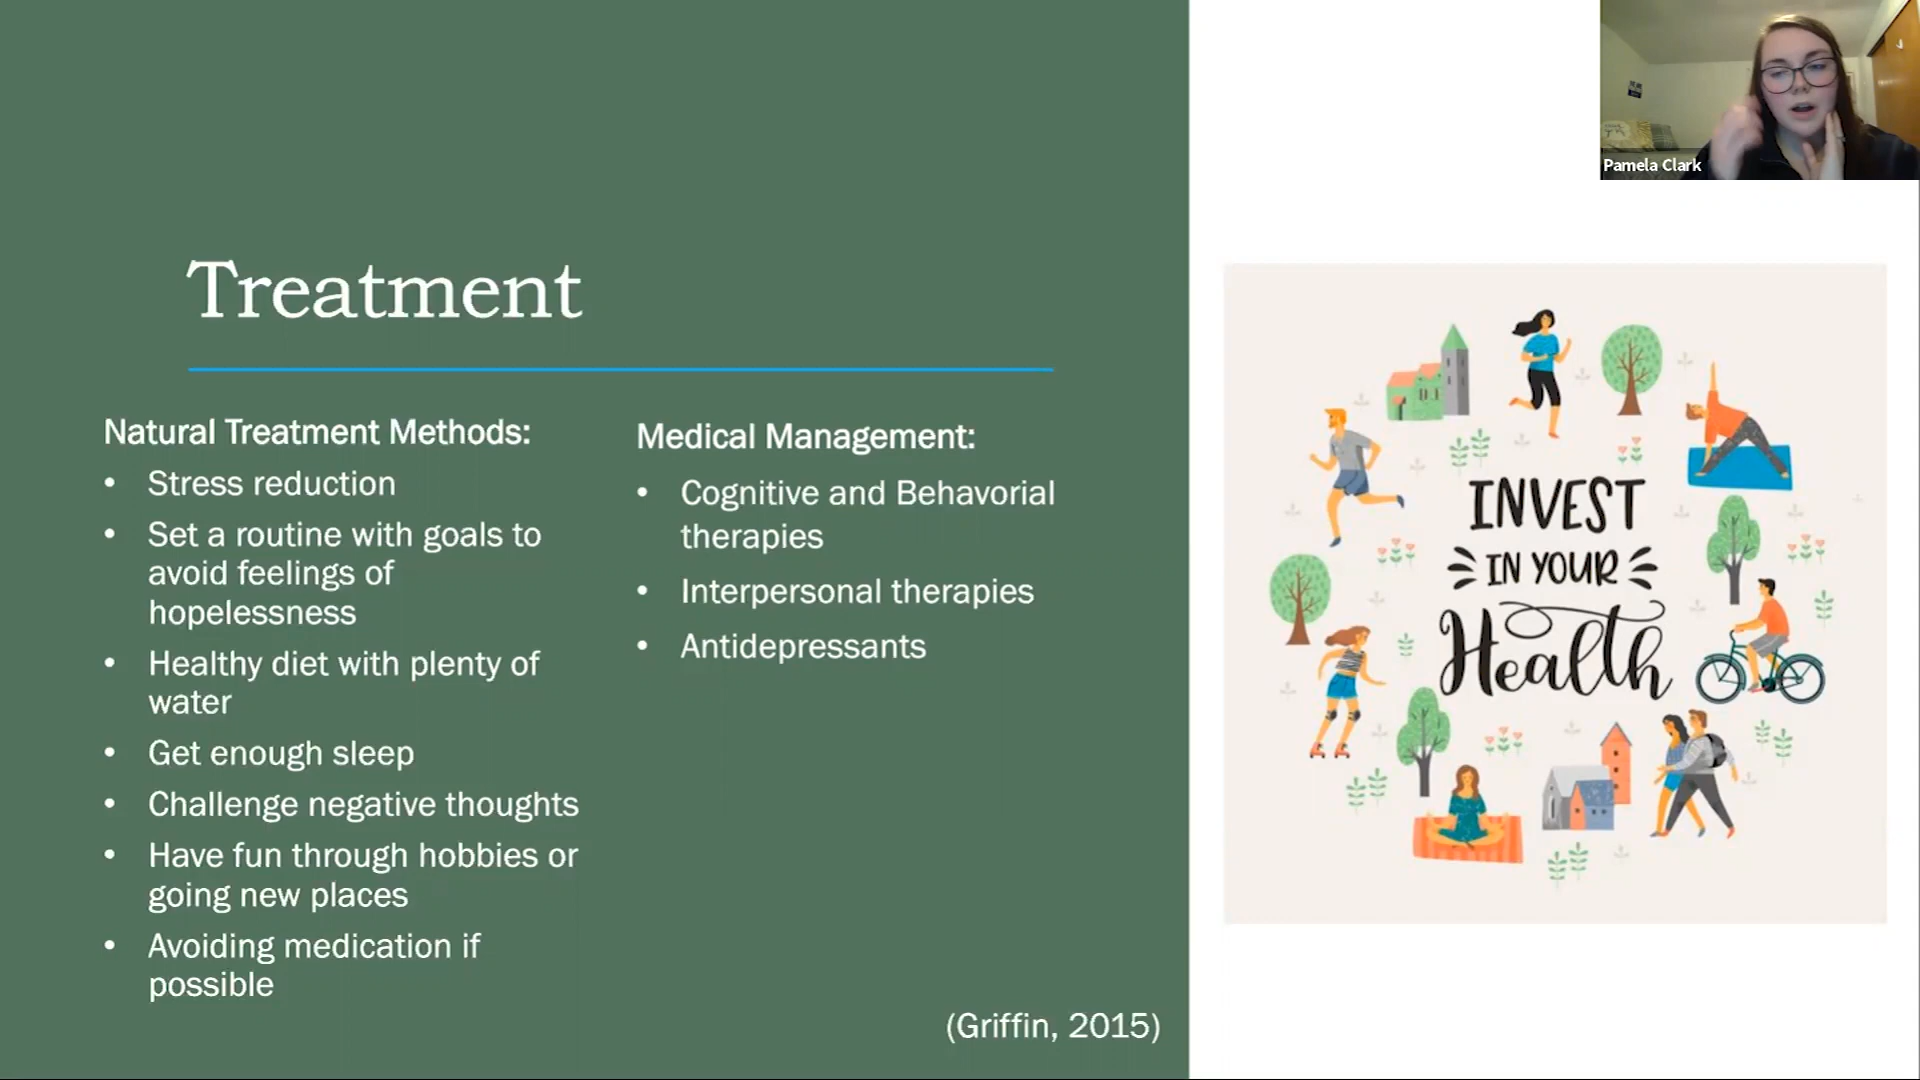 Treatment
Natural Treatment Methods:
• Stress reduction
• Set a routine with goals to
avoid feelings of
hopelessness
• Healthy diet with plenty of
water
• Get enough sleep
• Challenge negative thoughts
• Have fun through hobbies or
going new places
• Avoiding medication if
possible
Medical Management:
• Cognitive and Behavorial
therapies
• Interpersonal therapies
• Antidepressants
(Griffin, 2015)
Pamela Clark
INVEST
IN YOUR
Health